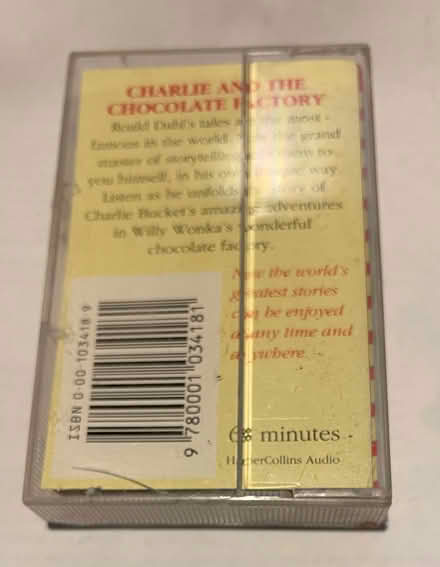 CHARLIE AND THE
CHOCOLATE FACTORY
Roald Dahl's tales are the most
famous in the world. the grand
master of storytelling to
you himself, in his own way.
Listen as he unfolds story of
Charlie Bucket's amazing adventures
in Willy Wonka's wonderful
chocolate factory.
Now the world's
greatest stories
can be enjoyed
at any time and
anywhere
ISBN 0-00-103418 9
9 780001 034181
minutes
HarperCollins Audio